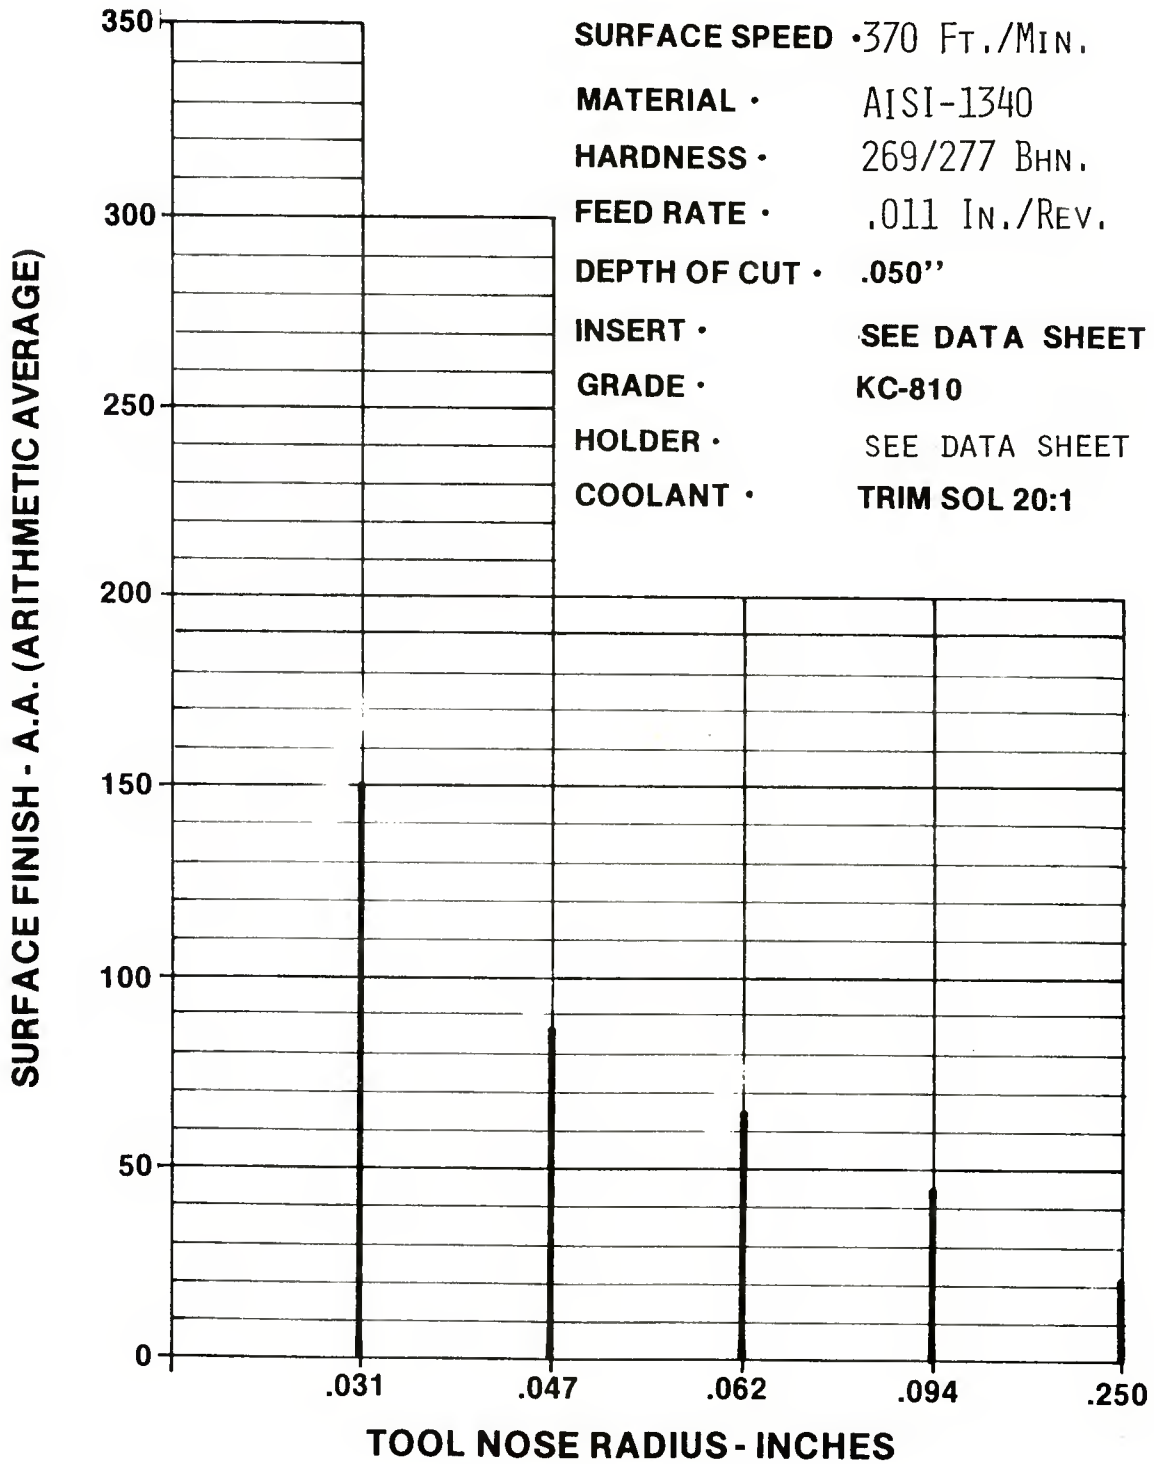 SURFACE SPEED • 370 FT./MIN.
MATERIAL • AISI-1340
HARDNESS • 269/277 BHN.
FEED RATE • .011 IN./REV.
DEPTH OF CUT • .050”
INSERT • SEE DATA SHEET
GRADE • KC-810
HOLDER • SEE DATA SHEET
COOLANT • TRIM SOL 20:1
SURFACE FINISH - A.A. (ARITHMETIC AVERAGE)
350
300
250
200
150
100
50
0
.031 .047 .062 .094 .250
TOOL NOSE RADIUS - INCHES